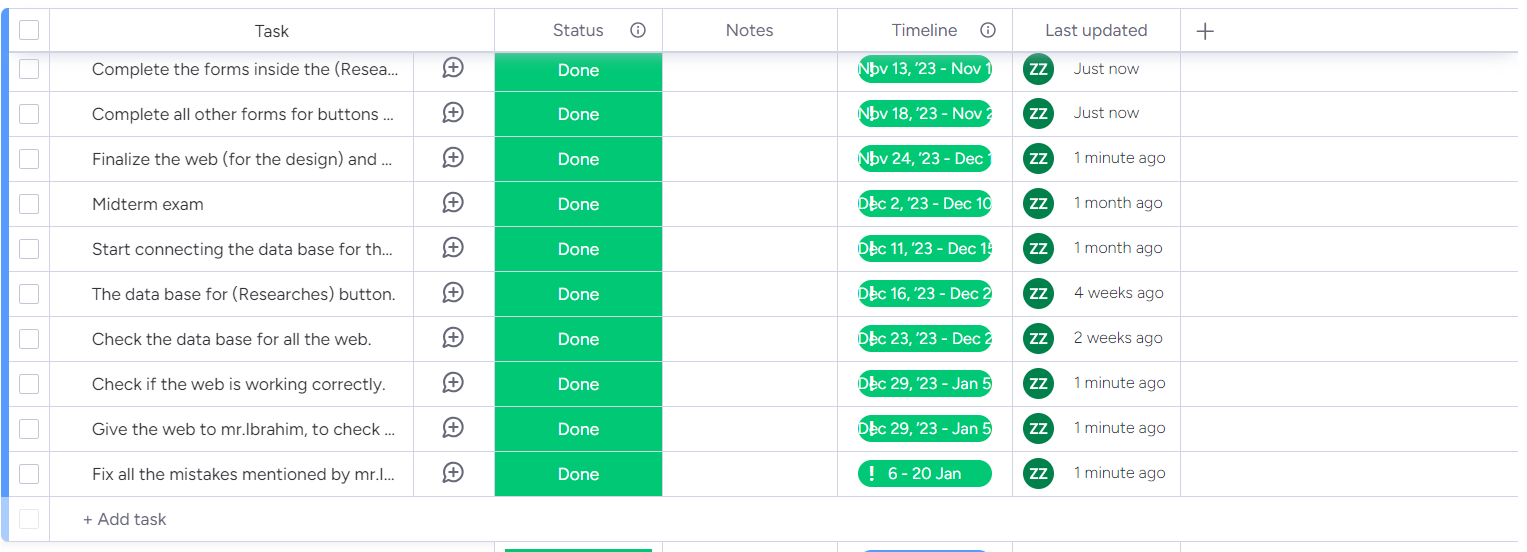 Task Status Notes Timeline Last updated
Complete the forms inside the (Resea... Done Nov 13, '23 - Nov 1 ZZ Just now
Complete all other forms for buttons ... Done Nov 18, '23 - Nov 2 ZZ Just now
Finalize the web (for the design) and ... Done Nov 24, '23 - Dec 1 ZZ 1 minute ago
Midterm exam Done Dec 2, '23 - Dec 10 ZZ 1 month ago
Start connecting the data base for th... Done Dec 11, '23 - Dec 15 ZZ 1 month ago
The data base for (Researches) button. Done Dec 16, '23 - Dec 2 ZZ 4 weeks ago
Check the data base for all the web. Done Dec 23, '23 - Dec 2 ZZ 2 weeks ago
Check if the web is working correctly. Done Dec 29, '23 - Jan 5 ZZ 1 minute ago
Give the web to mr.Ibrahim, to check ... Done Dec 29, '23 - Jan 5 ZZ 1 minute ago
Fix all the mistakes mentioned by mr.I... Done ! 6 - 20 Jan ZZ 1 minute ago
+ Add task